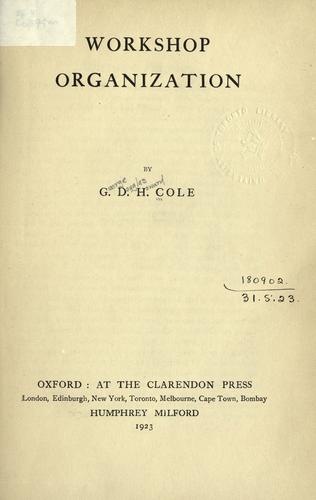 WORKSHOP
ORGANIZATION
BY
George Douglas Howard
G. D. H. COLE
180902.
31.5.23.
OXFORD : AT THE CLARENDON PRESS
London, Edinburgh, New York, Toronto, Melbourne, Cape Town, Bombay
HUMPHREY MILFORD
1923